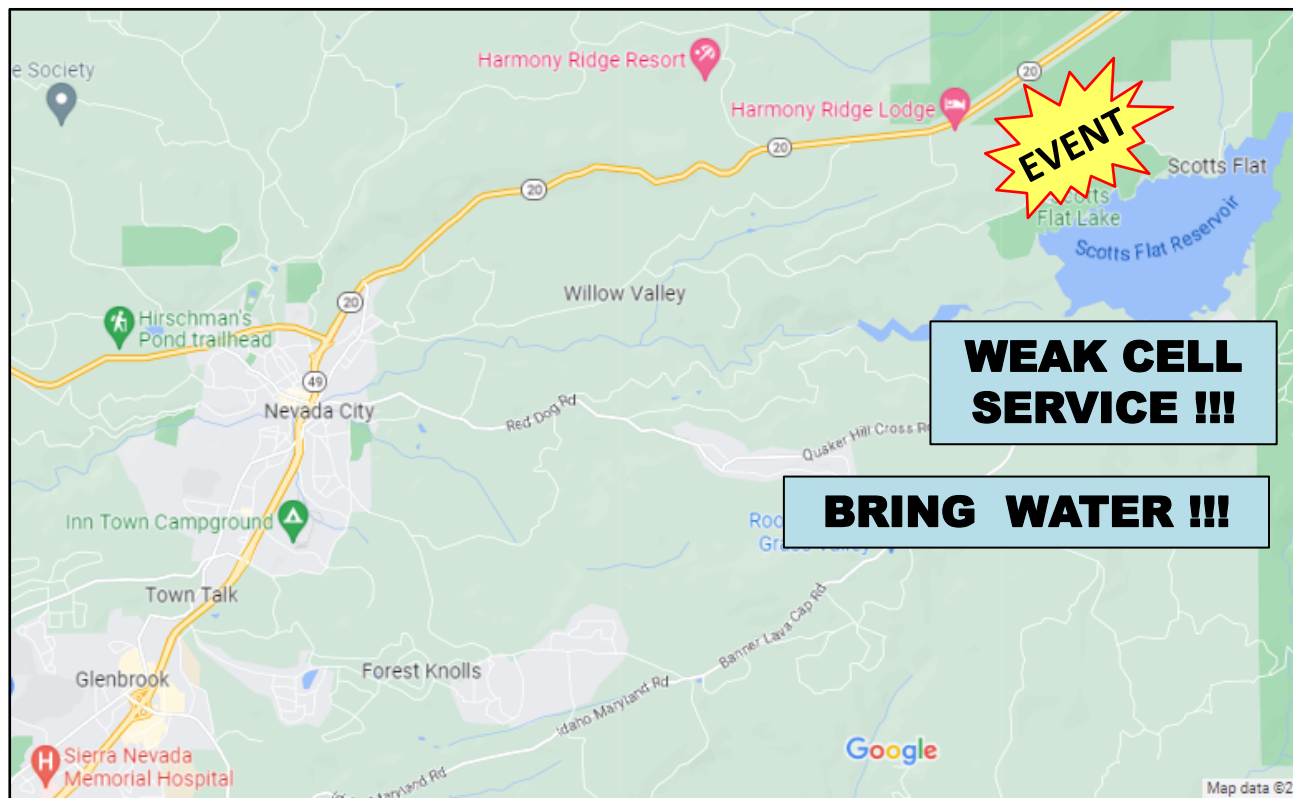 e Society
Harmony Ridge Resort
Harmony Ridge Lodge
20
EVENT
20
Scotts Flat
20
Scotts
Flat Lake
Scotts Flat Reservoir
Willow Valley
20
Hirschman's
Pond trailhead
WEAK CELL
SERVICE !!!
49
Nevada City
Red Dog Rd
Quaker Hill Cross R
BRING WATER !!!
Inn Town Campground
Town Talk
Banner Lava Cap Rd
Forest Knolls
Glenbrook
Idaho Maryland Rd
Google
H
Sierra Nevada
Memorial Hospital
Maryland Rd
Map data ©2